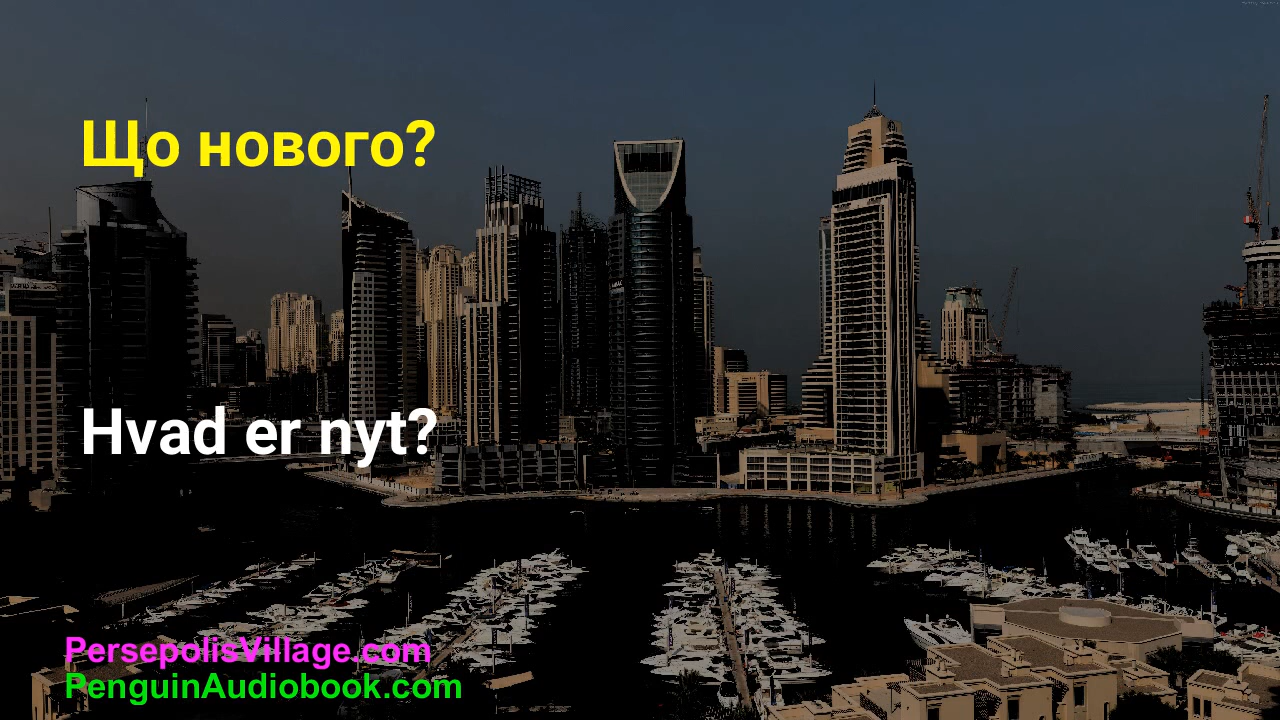 Що нового?
Hvad er nyt?
PersepolisVillage.com
PenguinAudiobook.com